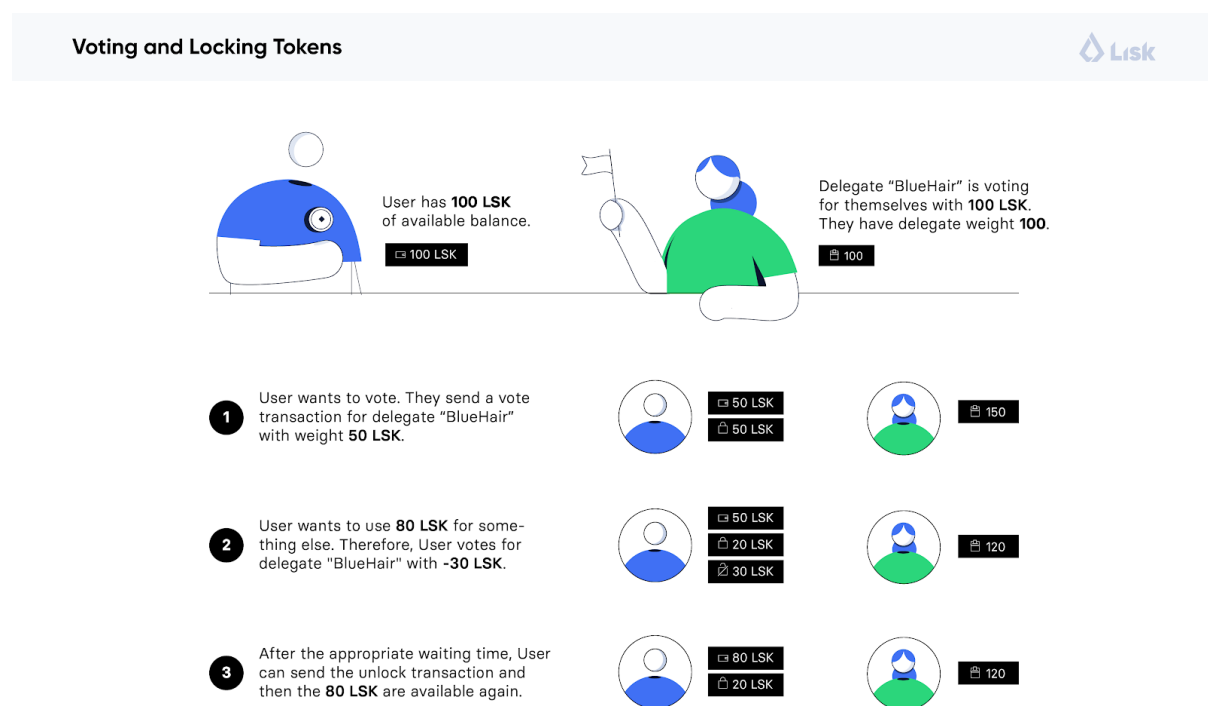 Voting and Locking Tokens
Lisk
User has 100 LSK
of available balance.
100 LSK
Delegate “BlueHair” is voting
for themselves with 100 LSK.
They have delegate weight 100.
100
1
User wants to vote. They send a vote
transaction for delegate “BlueHair”
with weight 50 LSK.
50 LSK
50 LSK
150
2
User wants to use 80 LSK for some-
thing else. Therefore, User votes for
delegate "BlueHair" with -30 LSK.
50 LSK
20 LSK
30 LSK
120
3
After the appropriate waiting time, User
can send the unlock transaction and
then the 80 LSK are available again.
80 LSK
20 LSK
120